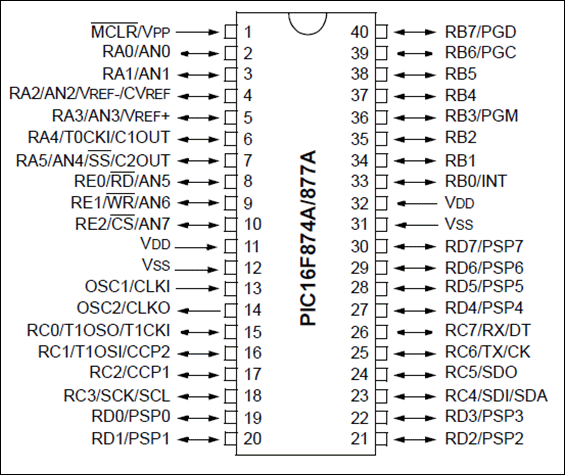 MCLR/VPP 1 40 RB7/PGD
RA0/AN0 2 39 RB6/PGC
RA1/AN1 3 38 RB5
RA2/AN2/VREF-/CVREF 4 37 RB4
RA3/AN3/VREF+ 5 36 RB3/PGM
RA4/T0CKI/C1OUT 6 35 RB2
RA5/AN4/SS/C2OUT 7 34 RB1
RE0/RD/AN5 8 33 RB0/INT
RE1/WR/AN6 9 32 VDD
RE2/CS/AN7 10 31 VSS
VDD 11 30 RD7/PSP7
VSS 12 29 RD6/PSP6
OSC1/CLKI 13 28 RD5/PSP5
OSC2/CLKO 14 27 RD4/PSP4
RC0/T1OSO/T1CKI 15 26 RC7/RX/DT
RC1/T1OSI/CCP2 16 25 RC6/TX/CK
RC2/CCP1 17 24 RC5/SDO
RC3/SCK/SCL 18 23 RC4/SDI/SDA
RD0/PSP0 19 22 RD3/PSP3
RD1/PSP1 20 21 RD2/PSP2
PIC16F874A/877A